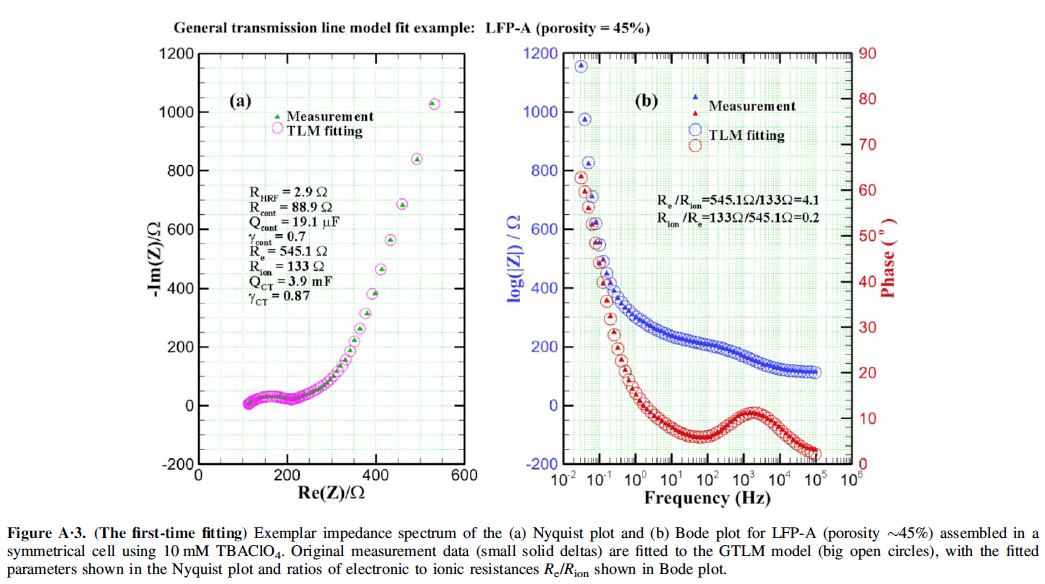 General transmission line model fit example: LFP-A (porosity = 45%)
1200
1000
800
600
400
200
0
-200
-Im(Z)/Ω
(a)
Measurement
TLM fitting
R_HRF = 2.9 Ω
R_cont = 88.9 Ω
Q_cont = 19.1 μF
γ_cont = 0.7
R_e = 545.1 Ω
R_ion = 133 Ω
Q_CT = 3.9 mF
γ_CT = 0.87
0 200 400 600
Re(Z)/Ω
1200
1000
800
600
400
200
0
-200
log(|Z|) / Ω
(b)
Measurement
TLM fitting
R_e/R_ion=545.1Ω/133Ω=4.1
R_ion/R_e=133Ω/545.1Ω=0.2
90
80
70
60
50
40
30
20
10
0
Phase ( ° )
10^-2 10^-1 10^0 10^1 10^2 10^3 10^4 10^5 10^6
Frequency (Hz)
Figure A·3. (The first-time fitting) Exemplar impedance spectrum of the (a) Nyquist plot and (b) Bode plot for LFP-A (porosity ∼45%) assembled in a
symmetrical cell using 10 mM TBAClO4. Original measurement data (small solid deltas) are fitted to the GTLM model (big open circles), with the fitted
parameters shown in the Nyquist plot and ratios of electronic to ionic resistances R_e/R_ion shown in Bode plot.